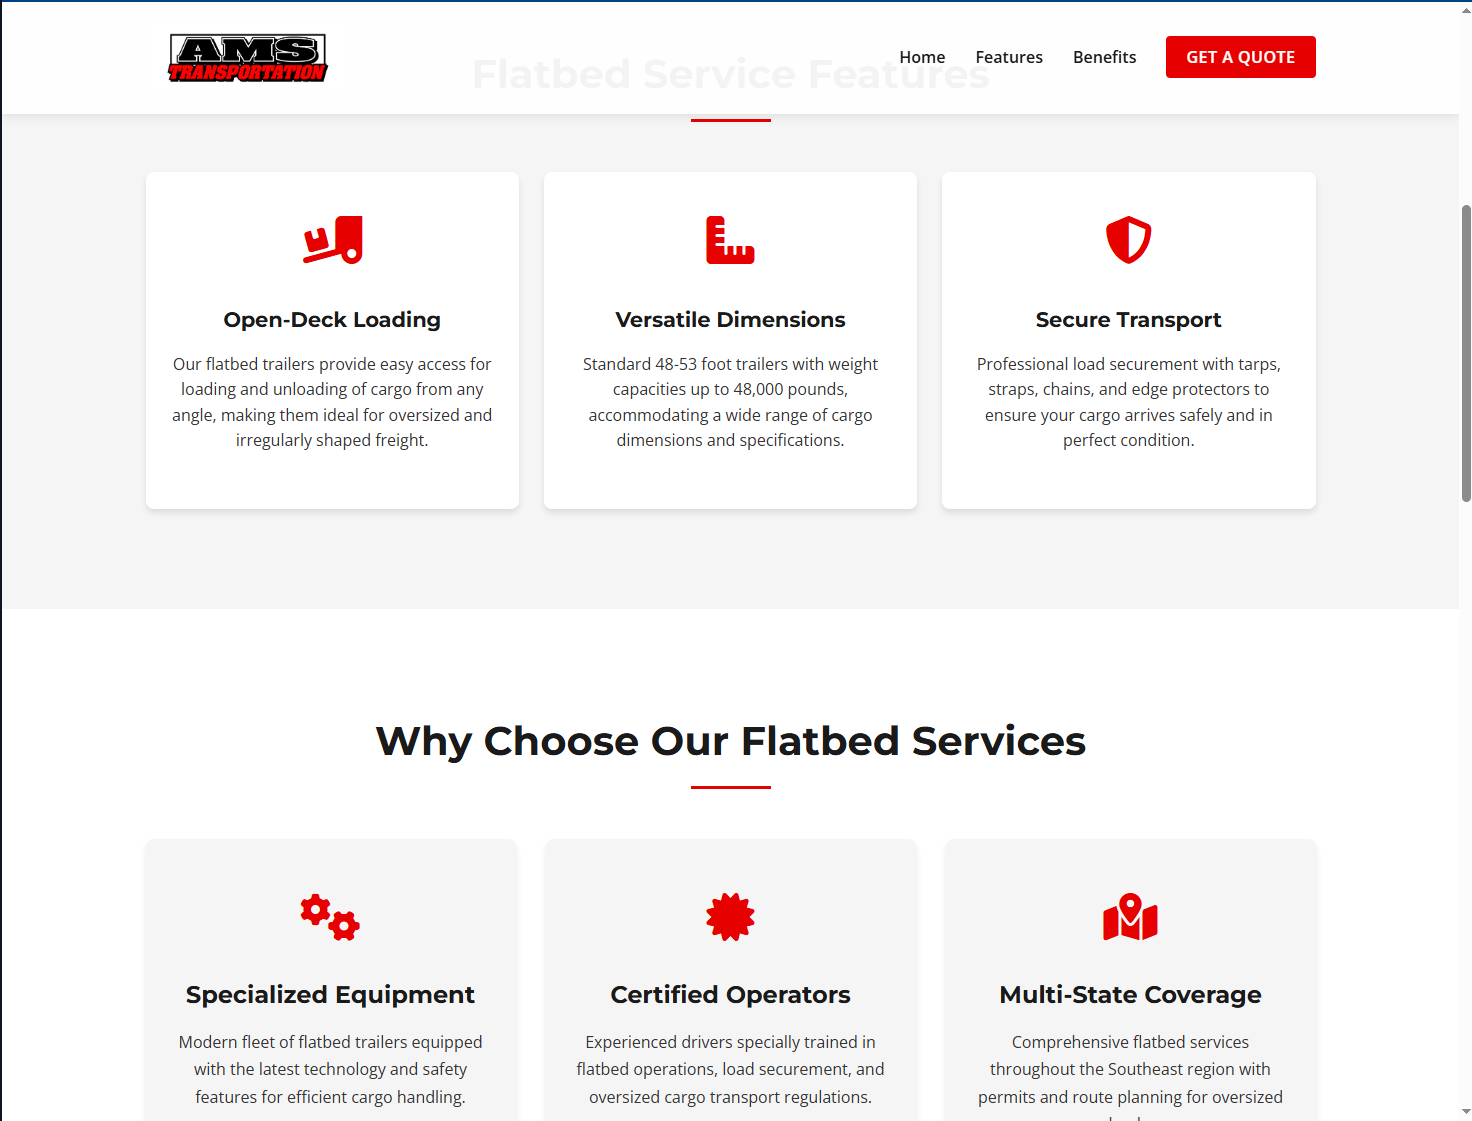 AMS
TRANSPORTATION
Home
Features
Benefits
GET A QUOTE
Flatbed Service Features
Open-Deck Loading
Our flatbed trailers provide easy access for
loading and unloading of cargo from any
angle, making them ideal for oversized and
irregularly shaped freight.
Versatile Dimensions
Standard 48-53 foot trailers with weight
capacities up to 48,000 pounds,
accommodating a wide range of cargo
dimensions and specifications.
Secure Transport
Professional load securement with tarps,
straps, chains, and edge protectors to
ensure your cargo arrives safely and in
perfect condition.
Why Choose Our Flatbed Services
Specialized Equipment
Modern fleet of flatbed trailers equipped
with the latest technology and safety
features for efficient cargo handling.
Certified Operators
Experienced drivers specially trained in
flatbed operations, load securement, and
oversized cargo transport regulations.
Multi-State Coverage
Comprehensive flatbed services
throughout the Southeast region with
permits and route planning for oversized